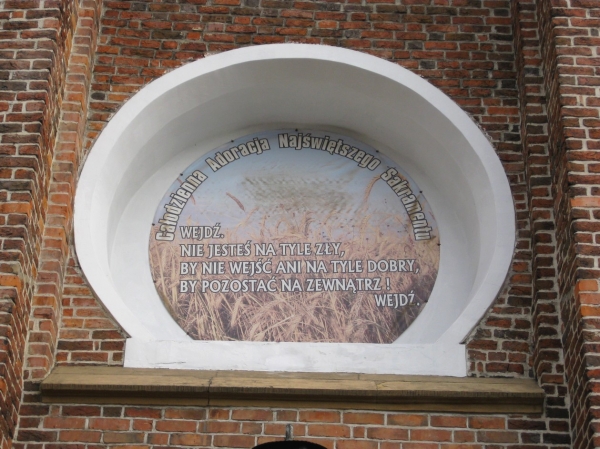 Całodzienna Adoracja Najświętszego Sakramentu
WEJDŹ.
NIE JESTEŚ NA TYLE ZŁY,
BY NIE WEJŚĆ ANI NA TYLE DOBRY,
BY POZOSTAĆ NA ZEWNĄTRZ !
WEJDŹ.